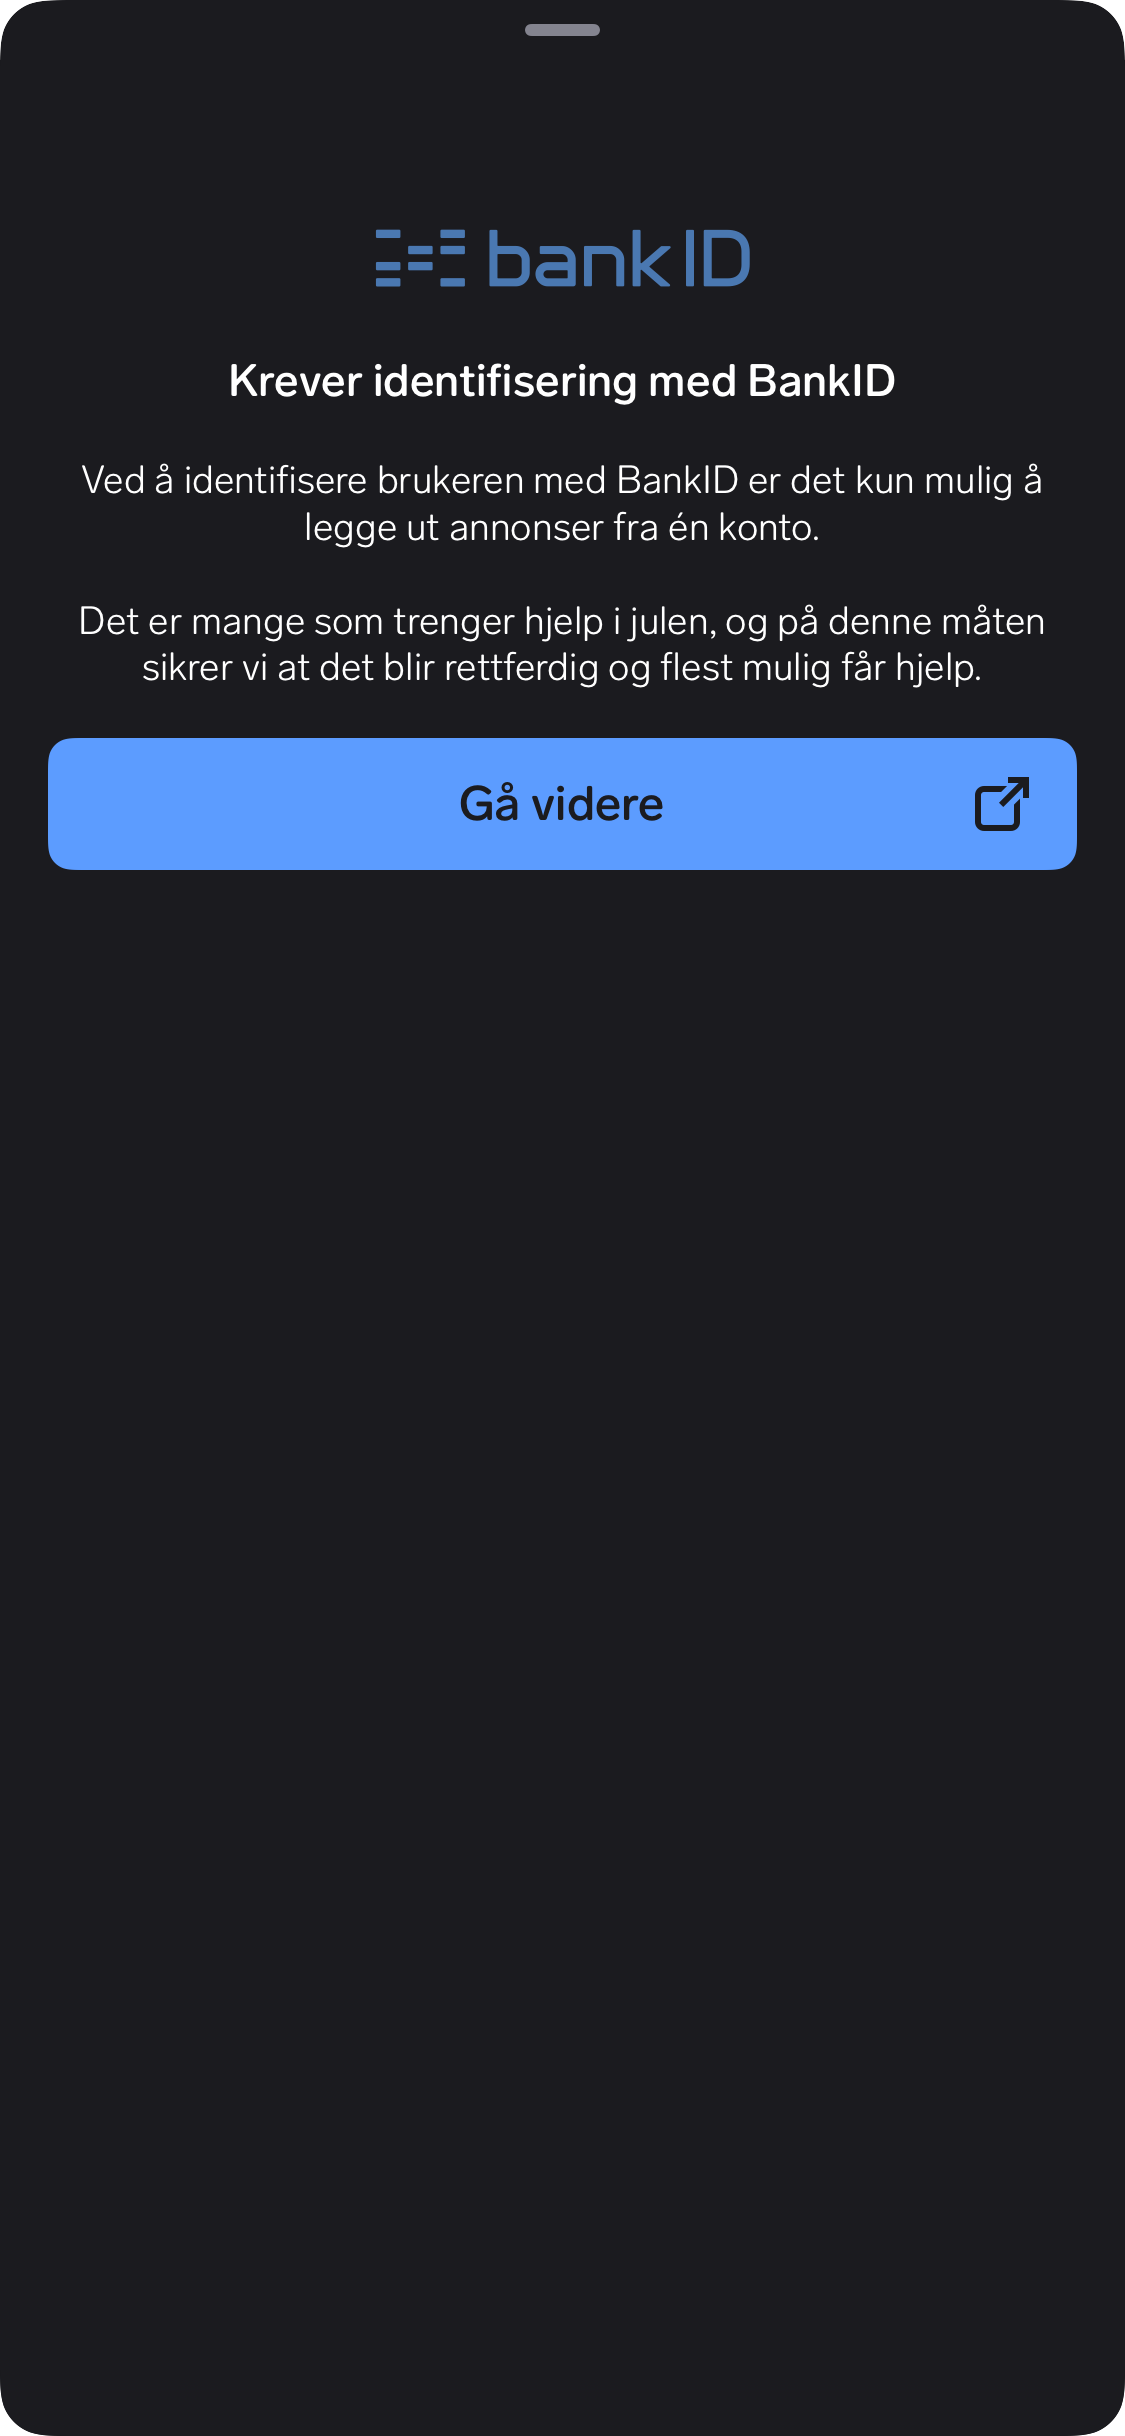 bankID
Krever identifisering med BankID
Ved å identifisere brukeren med BankID er det kun mulig å
legge ut annonser fra én konto.
Det er mange som trenger hjelp i julen, og på denne måten
sikrer vi at det blir rettferdig og flest mulig får hjelp.
Gå videre